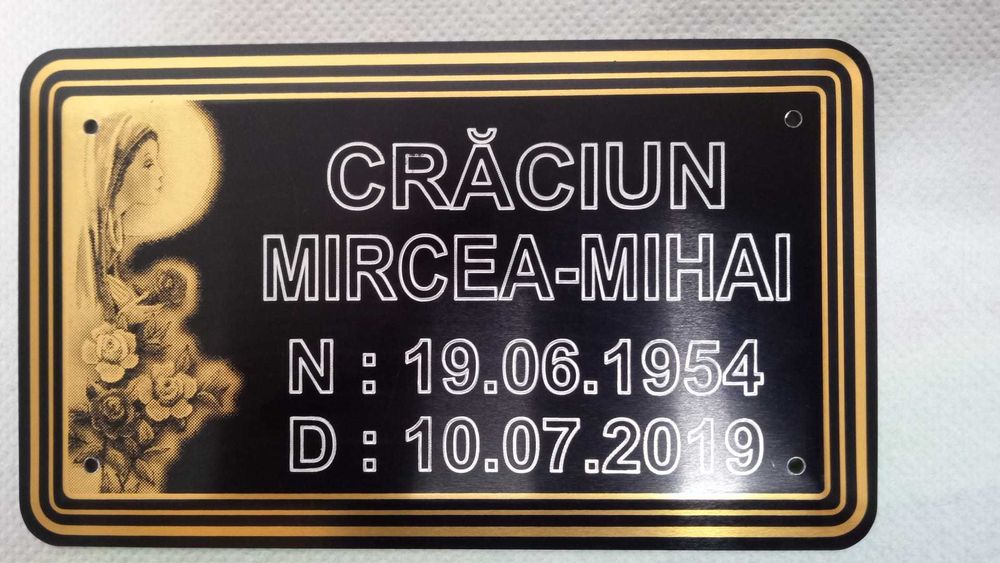 CRĂCIUN
MIRCEA-MIHAI
N : 19.06.1954
D : 10.07.2019